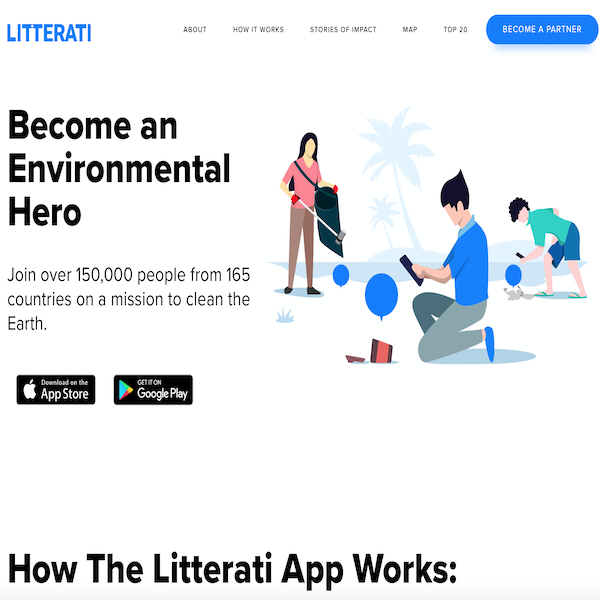 LITTERATI
ABOUT
HOW IT WORKS
STORIES OF IMPACT
MAP
TOP 20
BECOME A PARTNER
Become an
Environmental
Hero
Join over 150,000 people from 165
countries on a mission to clean the
Earth.
Download on the
App Store
GET IT ON
Google Play
How The Litterati App Works: